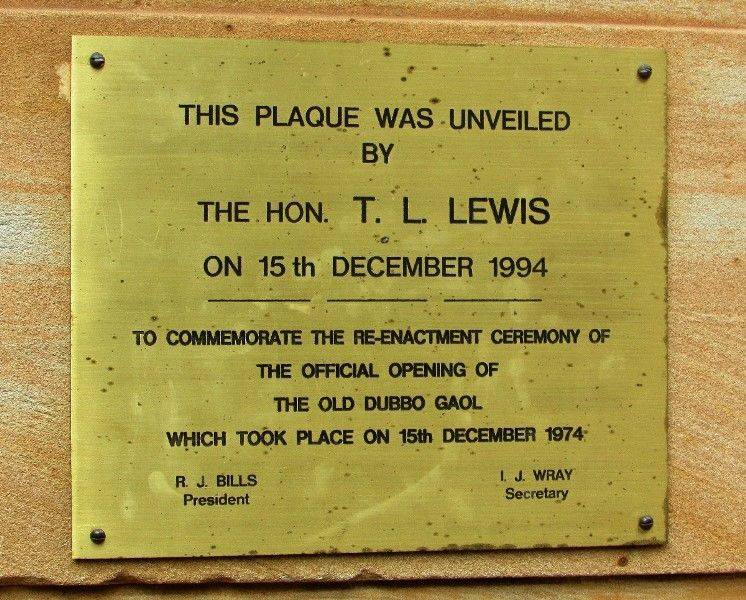 THIS PLAQUE WAS UNVEILED
BY
THE HON. T. L. LEWIS
ON 15th DECEMBER 1994
TO COMMEMORATE THE RE-ENACTMENT CEREMONY OF
THE OFFICIAL OPENING OF
THE OLD DUBBO GAOL
WHICH TOOK PLACE ON 15th DECEMBER 1974
R. J. BILLS I. J. WRAY
President Secretary